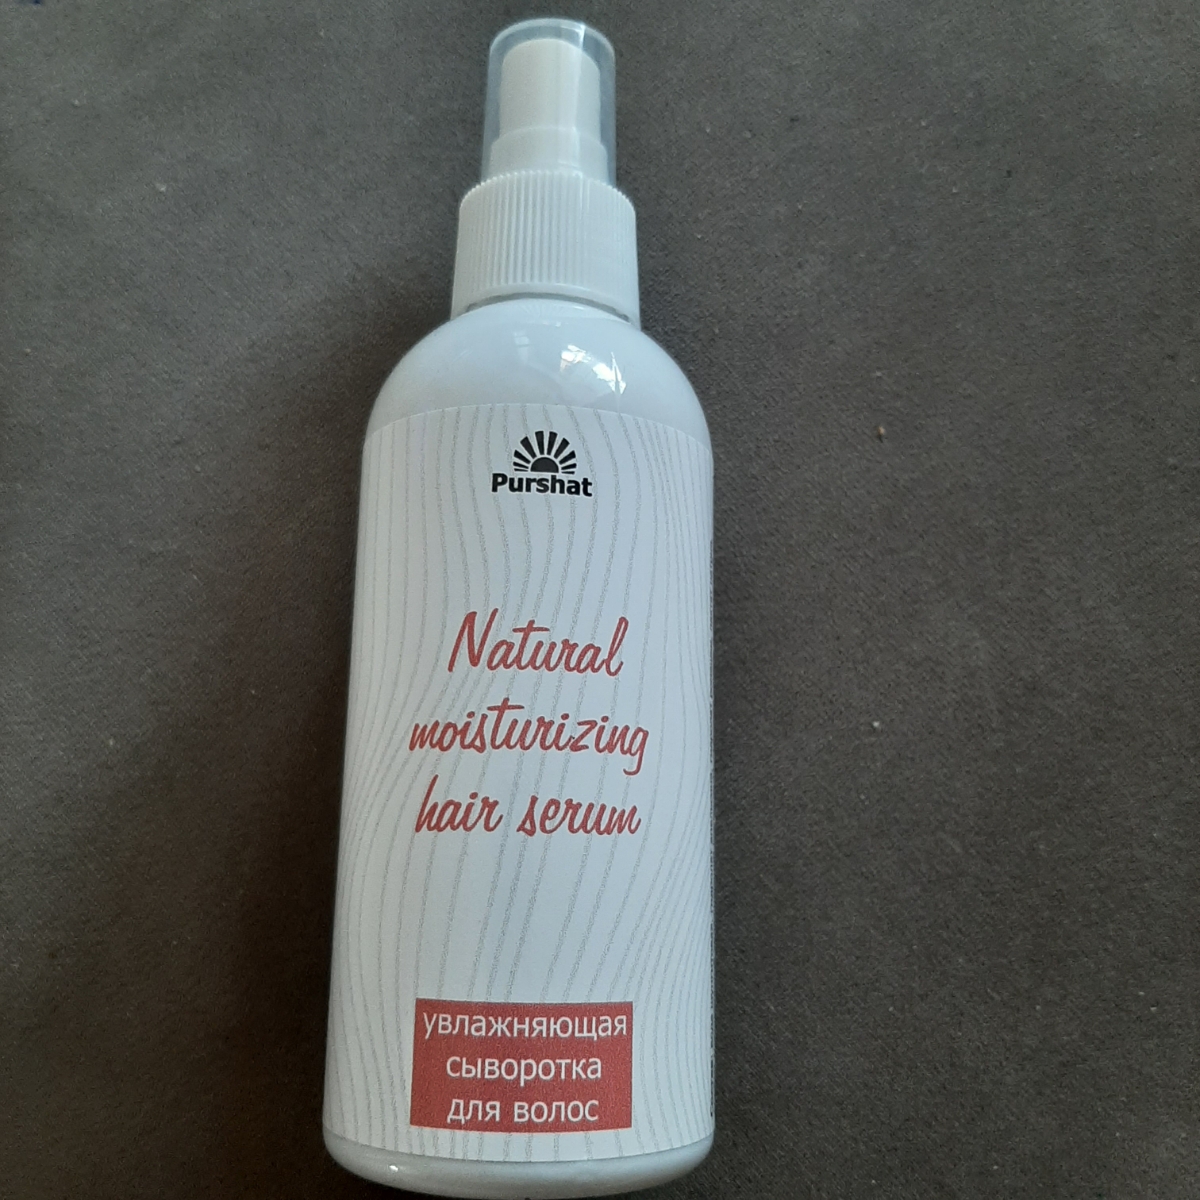 Purshat
Natural
moisturizing
hair serum
увлажняющая
сыворотка
для волос